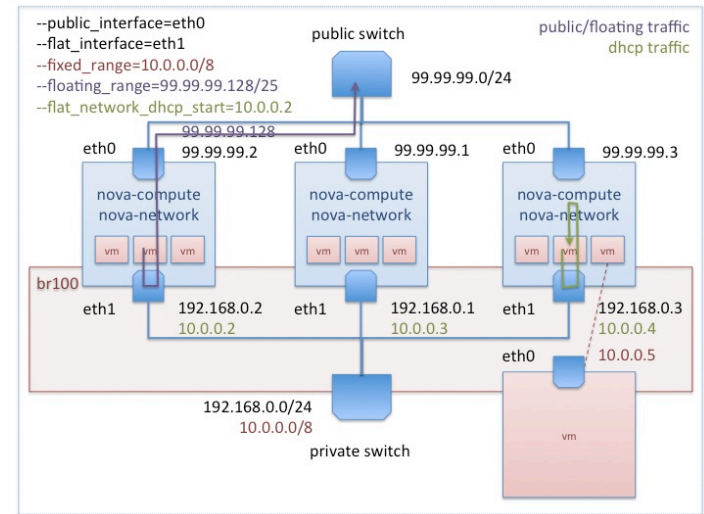 --public_interface=eth0
--flat_interface=eth1
--fixed_range=10.0.0.0/8
--floating_range=99.99.99.128/25
--flat_network_dhcp_start=10.0.0.2
public switch
public/floating traffic
dhcp traffic
99.99.99.0/24
99.99.99.128
eth0
99.99.99.2
eth0
99.99.99.1
eth0
99.99.99.3
nova-compute
nova-network
nova-compute
nova-network
nova-compute
nova-network
vm vm vm
vm vm vm
vm vm vm
br100
eth1
192.168.0.2
10.0.0.2
eth1
192.168.0.1
10.0.0.3
eth1
192.168.0.3
10.0.0.4
eth0
10.0.0.5
192.168.0.0/24
10.0.0.0/8
private switch
vm